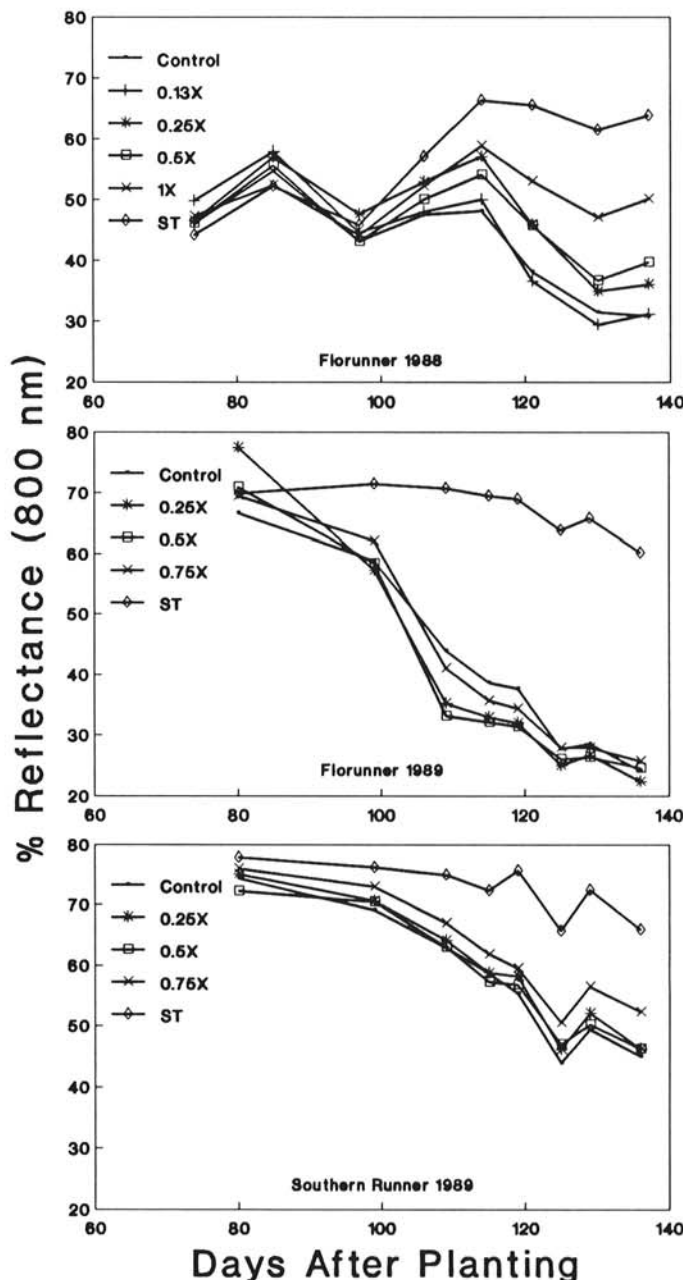 80
70
60
50
40
30
20
Control
0.13X
0.25X
0.5X
1X
ST
Florunner 1988
60 80 100 120 140
% Reflectance (800 nm)
80
70
60
50
40
30
20
Control
0.25X
0.5X
0.75X
ST
Florunner 1989
60 80 100 120 140
80
70
60
50
40
30
20
Control
0.25X
0.5X
0.75X
ST
Southern Runner 1989
60 80 100 120 140
Days After Planting